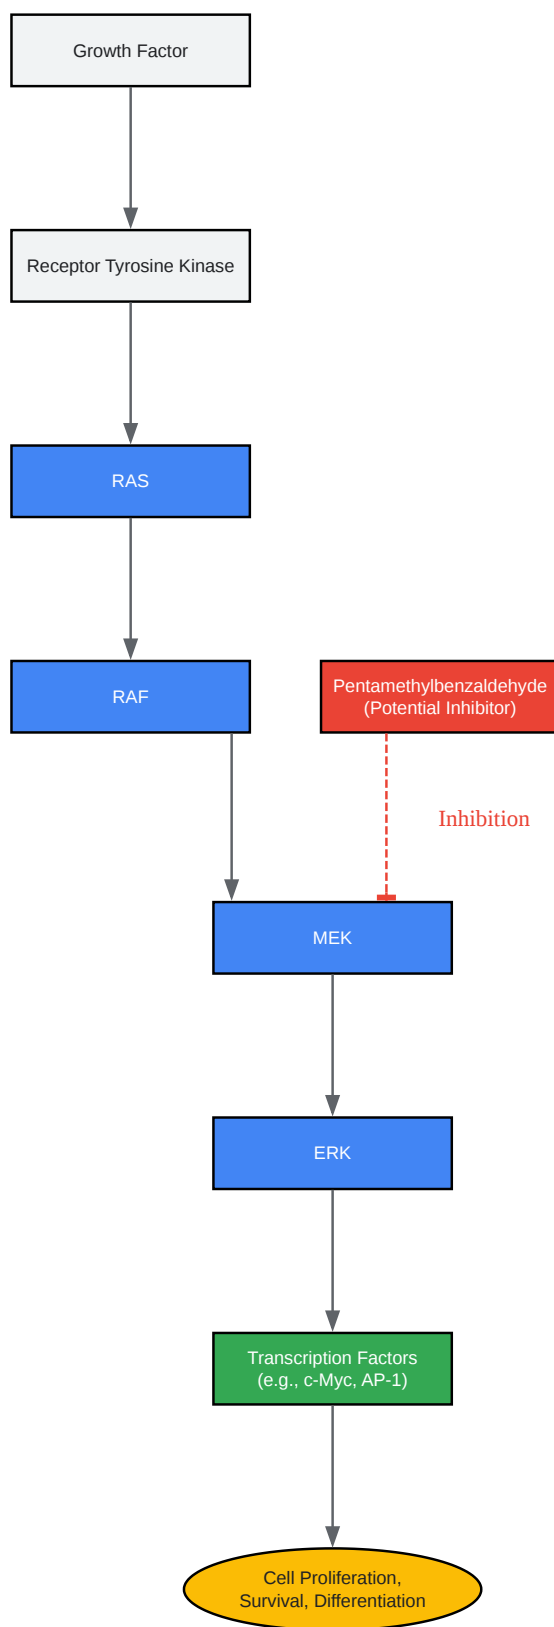 Growth Factor
Receptor Tyrosine Kinase
RAS
RAF
Pentamethylbenzaldehyde
(Potential Inhibitor)
Inhibition
MEK
ERK
Transcription Factors
(e.g., c-Myc, AP-1)
Cell Proliferation,
Survival, Differentiation